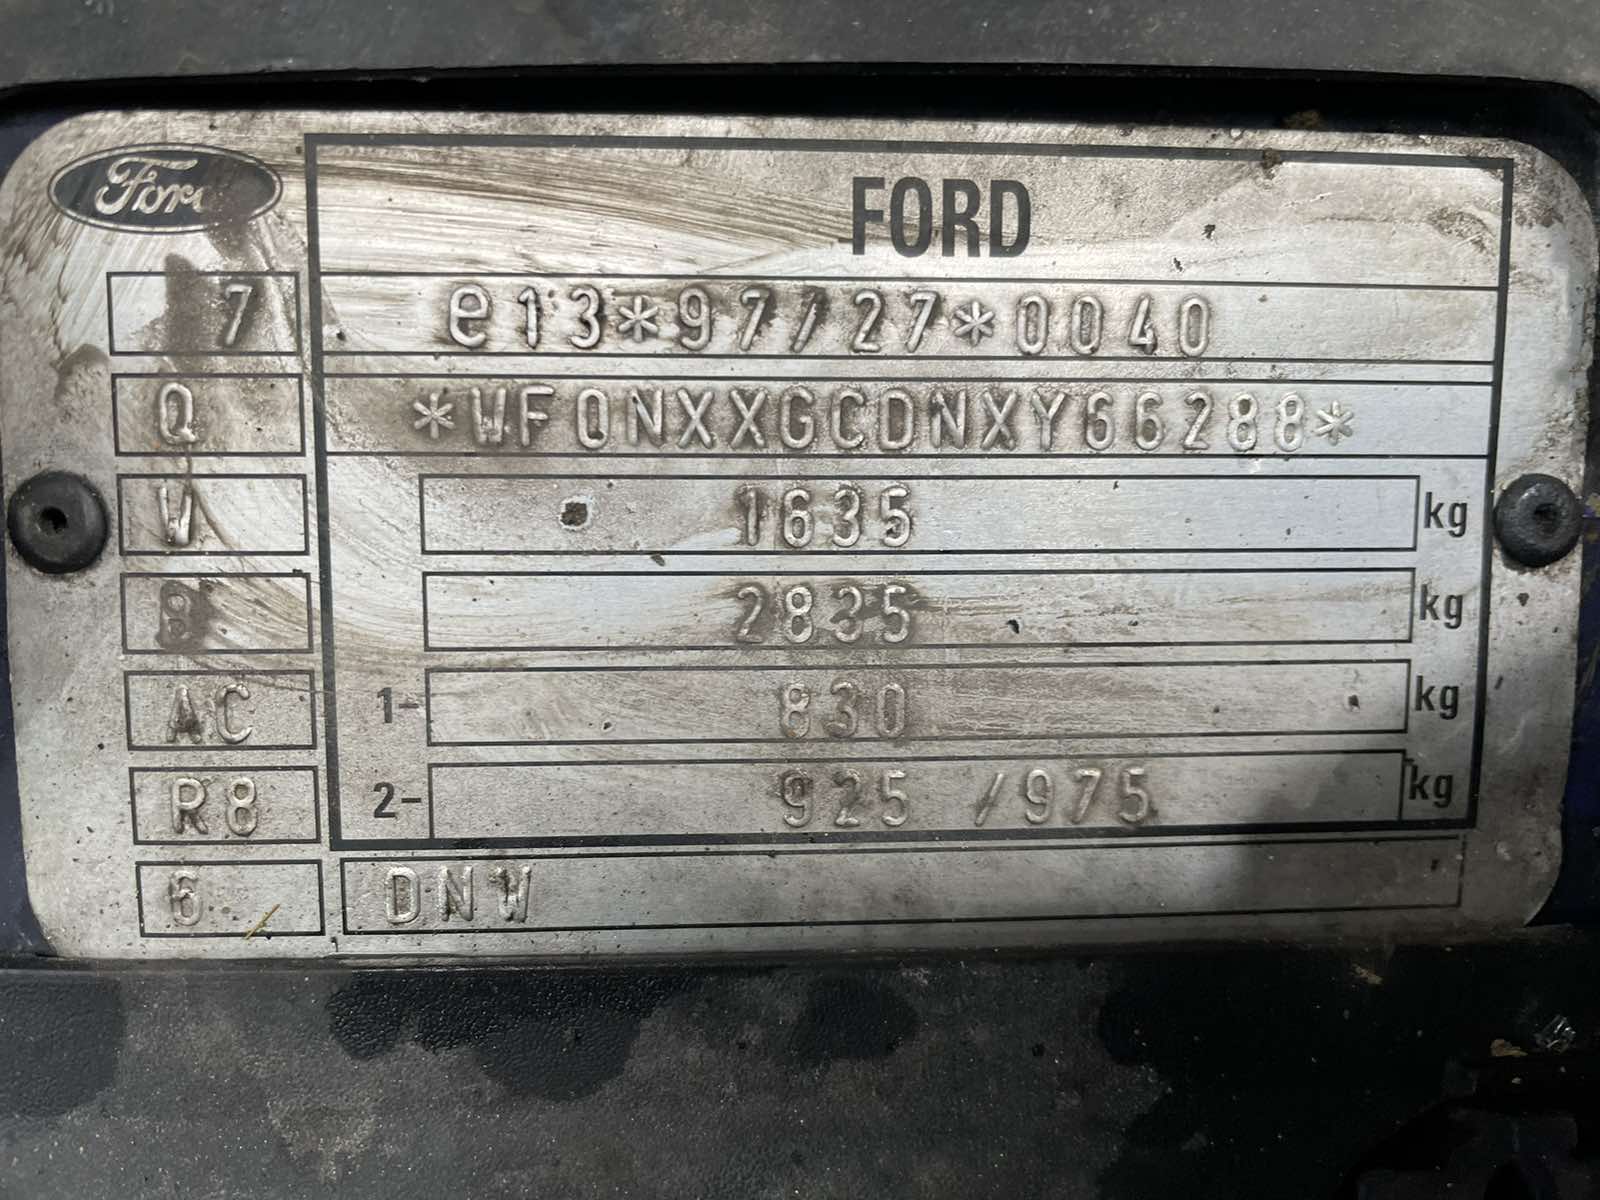 Ford
FORD
7 e13*97/27*0040
Q *WF0NXXGCDNXY66288*
W 1635 kg
B 2835 kg
AC 1- 830 kg
R8 2- 925 /975 kg
6 DNW